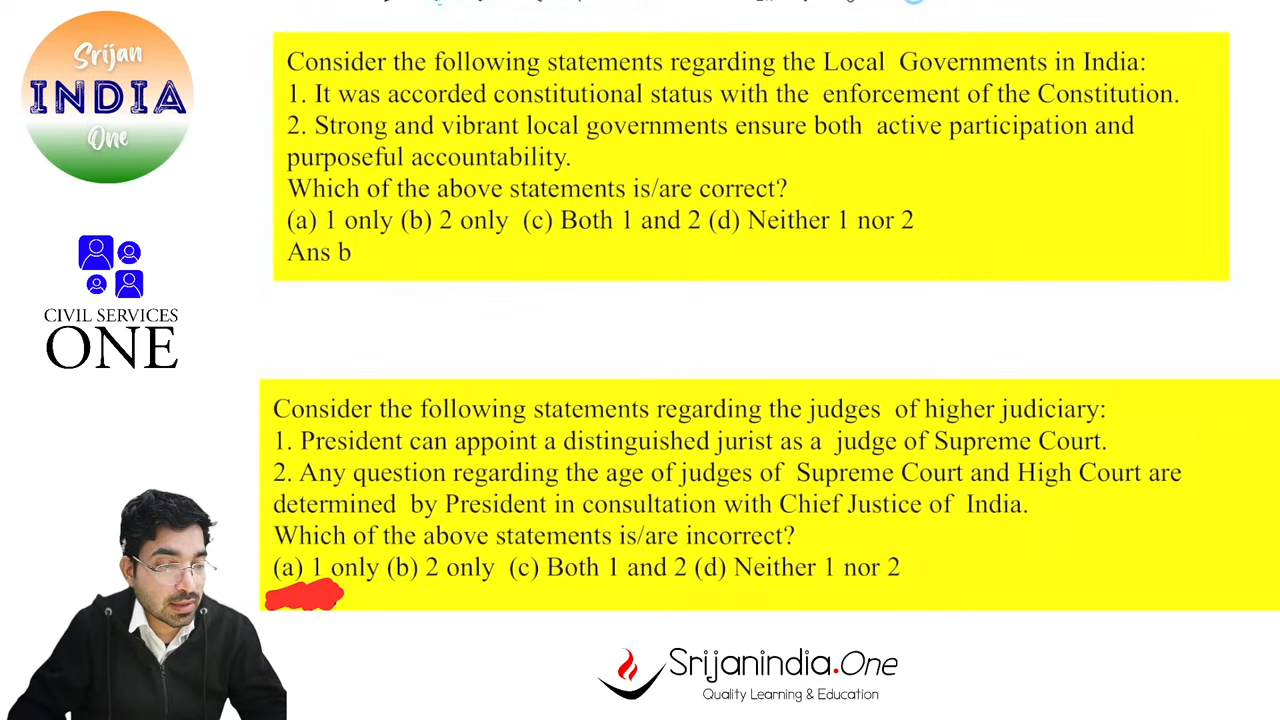 Srijan
INDIA
One
Consider the following statements regarding the Local Governments in India:
1. It was accorded constitutional status with the enforcement of the Constitution.
2. Strong and vibrant local governments ensure both active participation and
purposeful accountability.
Which of the above statements is/are correct?
(a) 1 only (b) 2 only (c) Both 1 and 2 (d) Neither 1 nor 2
Ans b
CIVIL SERVICES
ONE
Consider the following statements regarding the judges of higher judiciary:
1. President can appoint a distinguished jurist as a judge of Supreme Court.
2. Any question regarding the age of judges of Supreme Court and High Court are
determined by President in consultation with Chief Justice of India.
Which of the above statements is/are incorrect?
(a) 1 only (b) 2 only (c) Both 1 and 2 (d) Neither 1 nor 2
Srijanindia.One
Quality Learning & Education